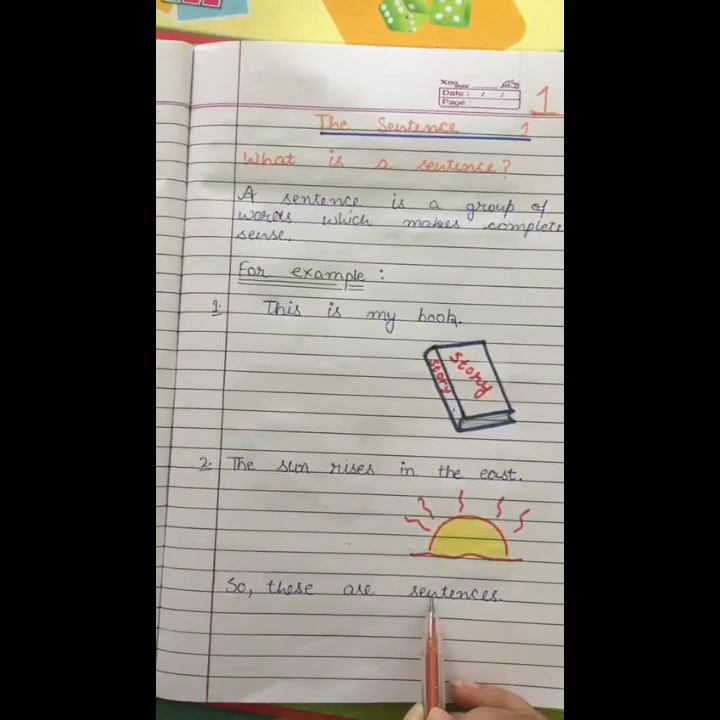 Date : / /
Page :
1
The Sentence 1
What is a sentence?
A sentence is a group of
words which makes complete
sense.
For example :
1. This is my book.
Story
Story
2. The sun rises in the east.
So, these are sentences.